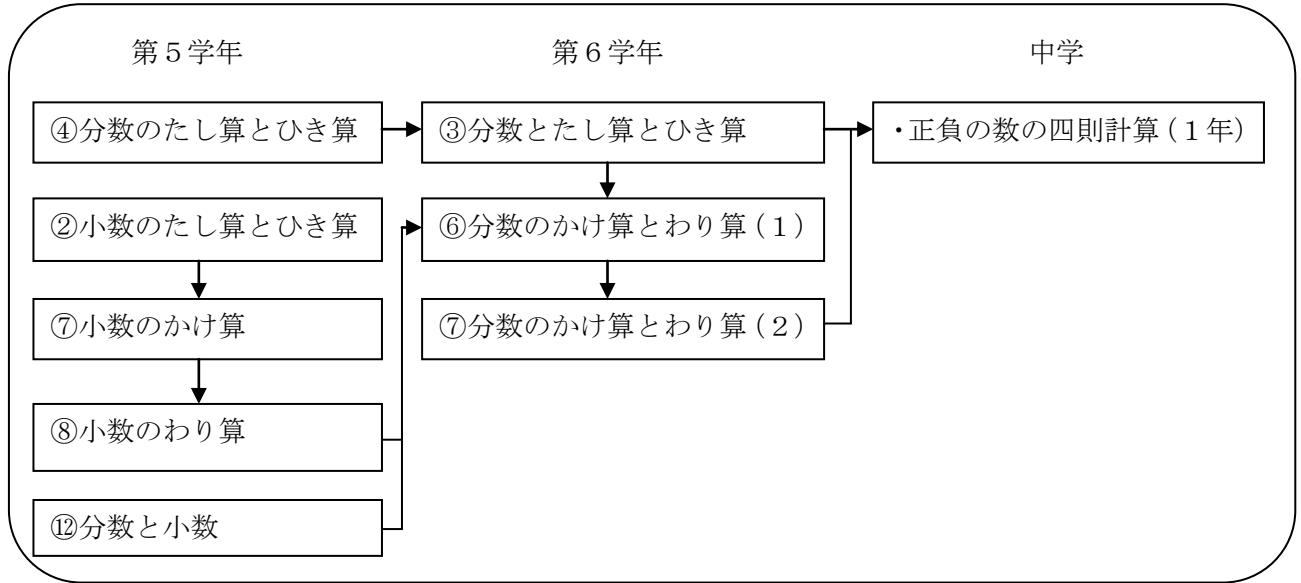 第５学年
第６学年
中学
④分数のたし算とひき算
③分数とたし算とひき算
・正負の数の四則計算（１年）
②小数のたし算とひき算
⑥分数のかけ算とわり算（１）
⑦小数のかけ算
⑦分数のかけ算とわり算（２）
⑧小数のわり算
⑫分数と小数